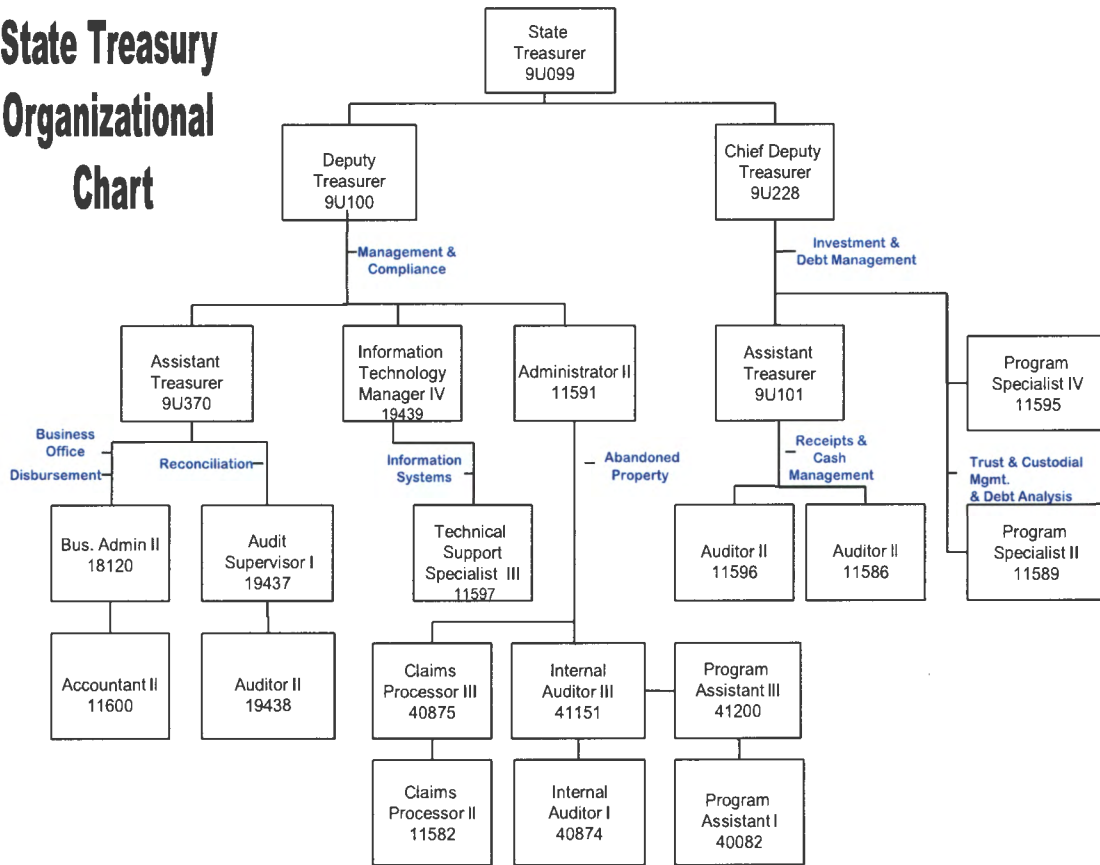 State Treasury
Organizational
Chart
State
Treasurer
9U099
Deputy
Treasurer
9U100
Chief Deputy
Treasurer
9U228
Management &
Compliance
Investment &
Debt Management
Assistant
Treasurer
9U370
Information
Technology
Manager IV
19439
Administrator II
11591
Assistant
Treasurer
9U101
Program
Specialist IV
11595
Business
Office
Disbursement
Reconciliation
Information
Systems
Abandoned
Property
Receipts &
Cash
Management
Trust & Custodial
Mgmt.
& Debt Analysis
Bus. Admin II
18120
Audit
Supervisor I
19437
Technical
Support
Specialist III
11597
Auditor II
11596
Auditor II
11586
Program
Specialist II
11589
Accountant II
11600
Auditor II
19438
Claims
Processor III
40875
Internal
Auditor III
41151
Program
Assistant III
41200
Claims
Processor II
11582
Internal
Auditor I
40874
Program
Assistant I
40082